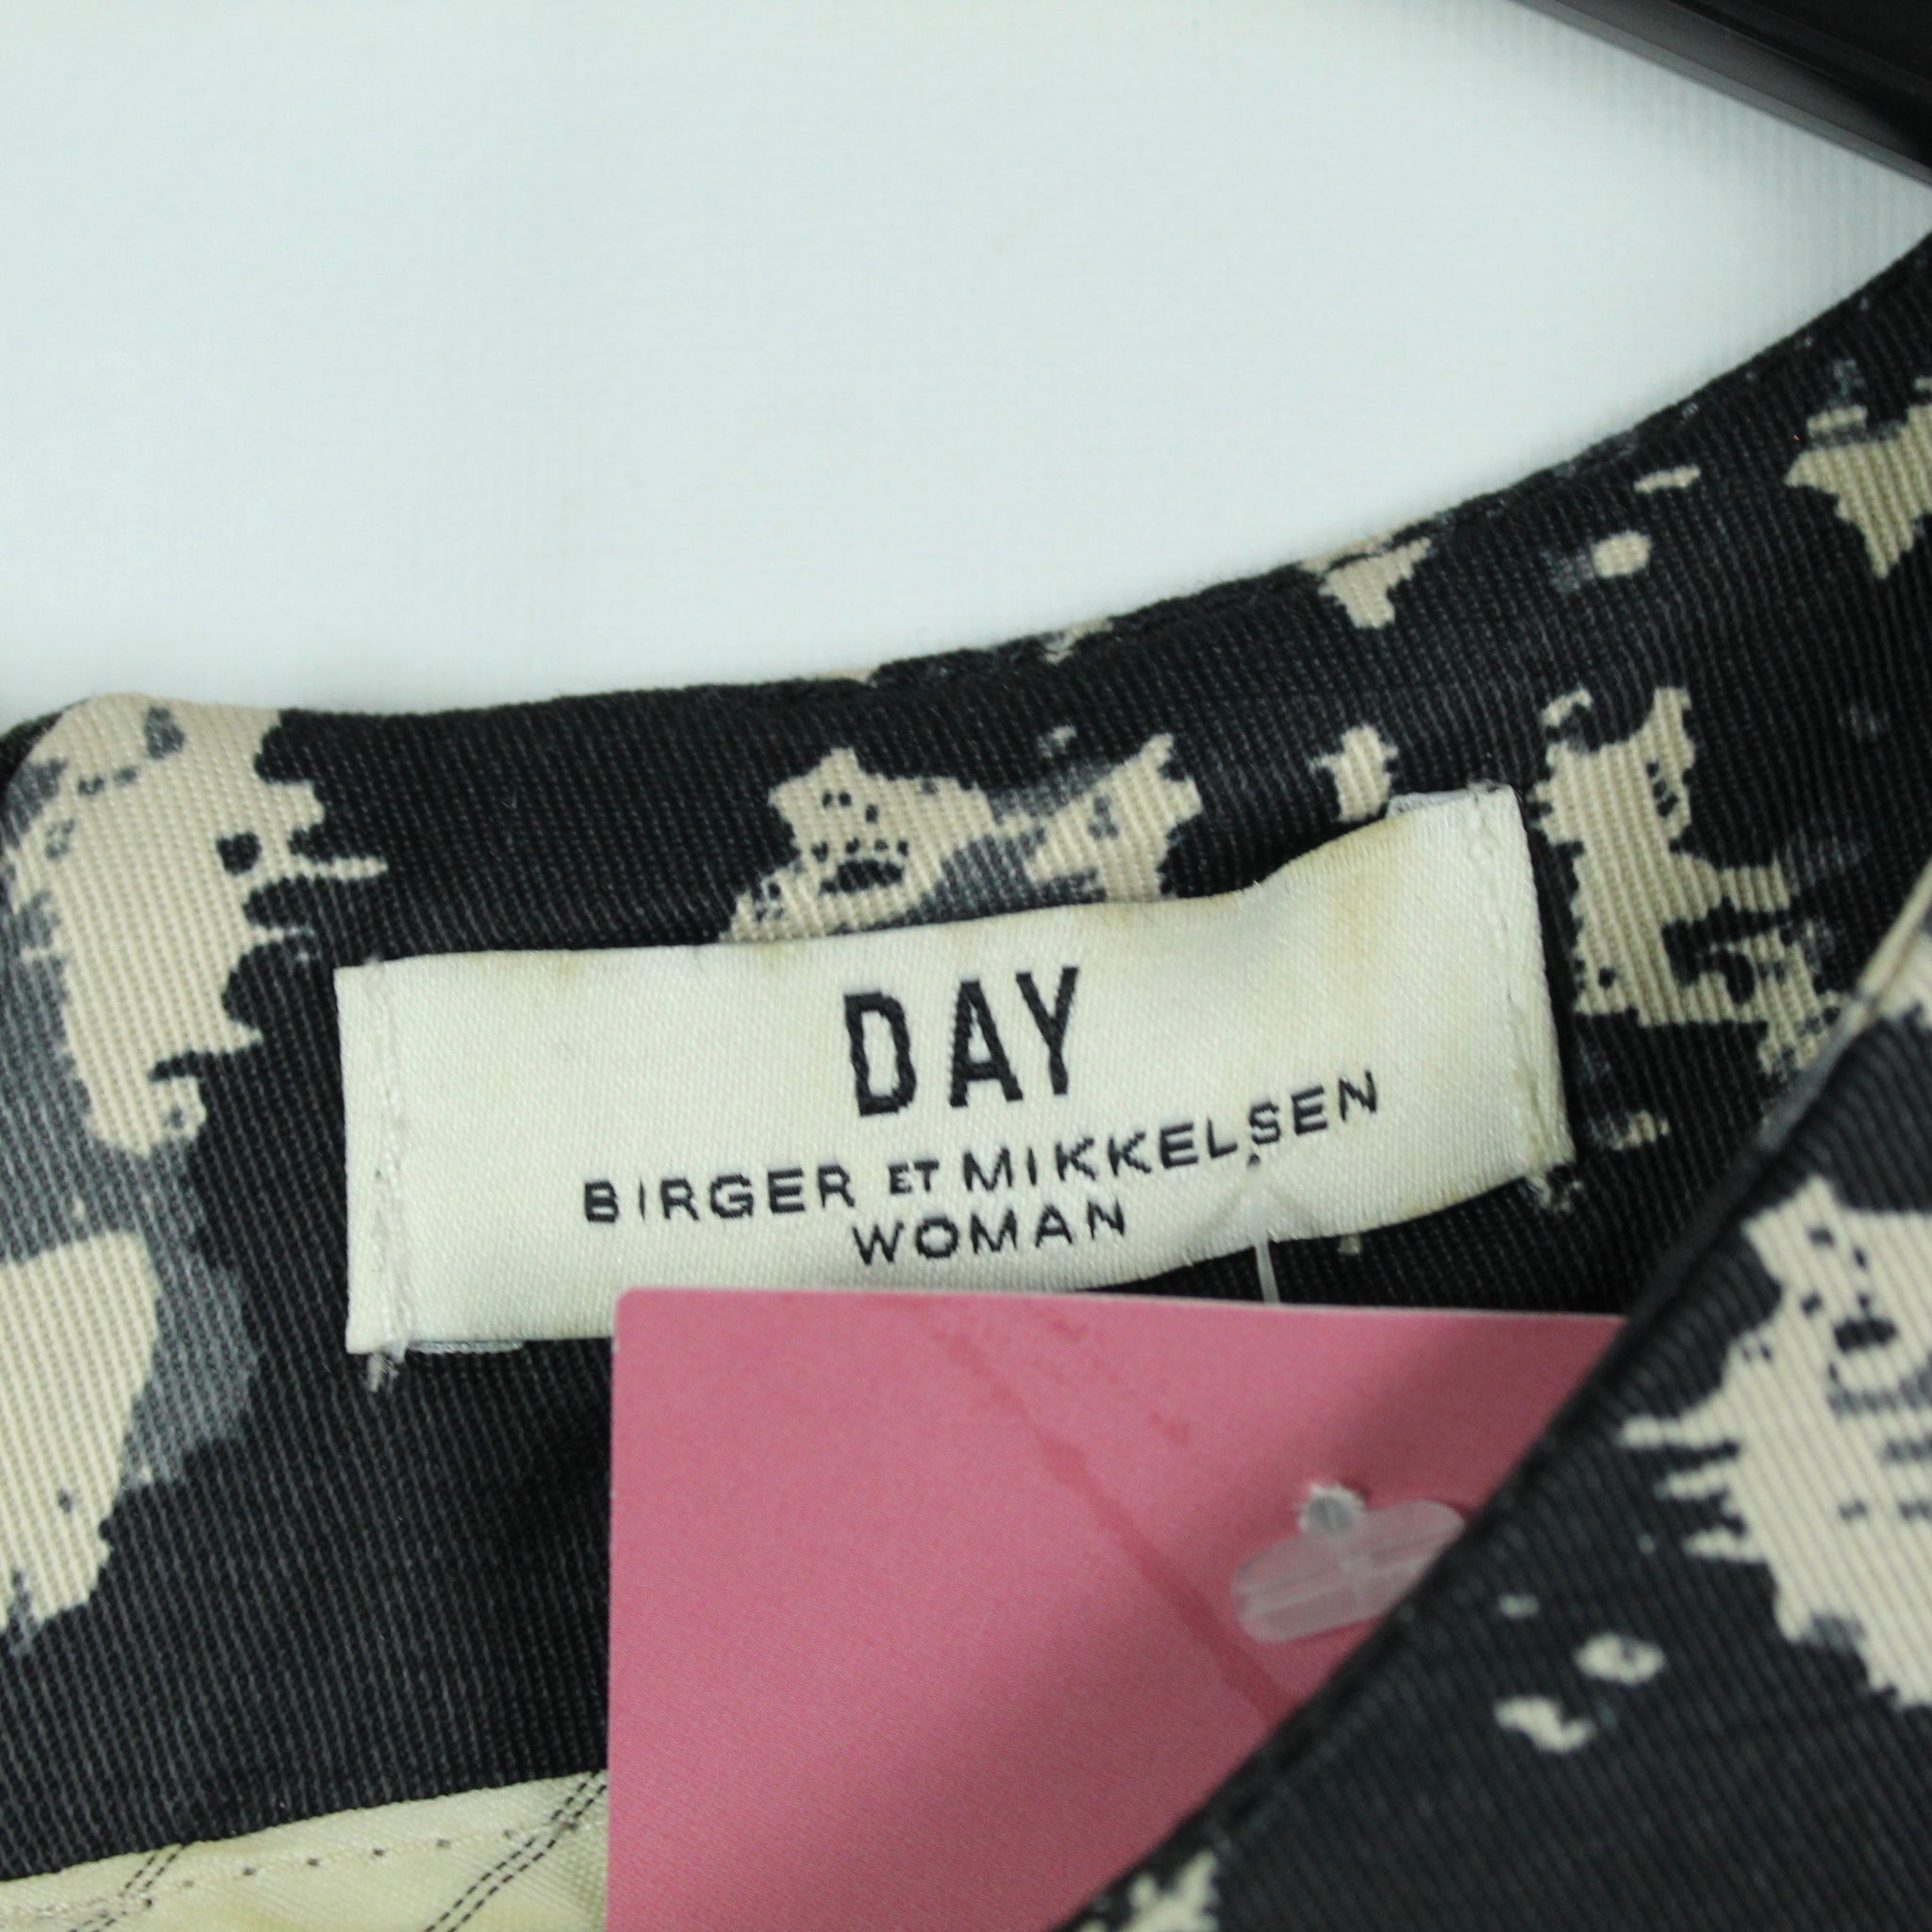 DAY
BIRGER ET MIKKELSEN
WOMAN